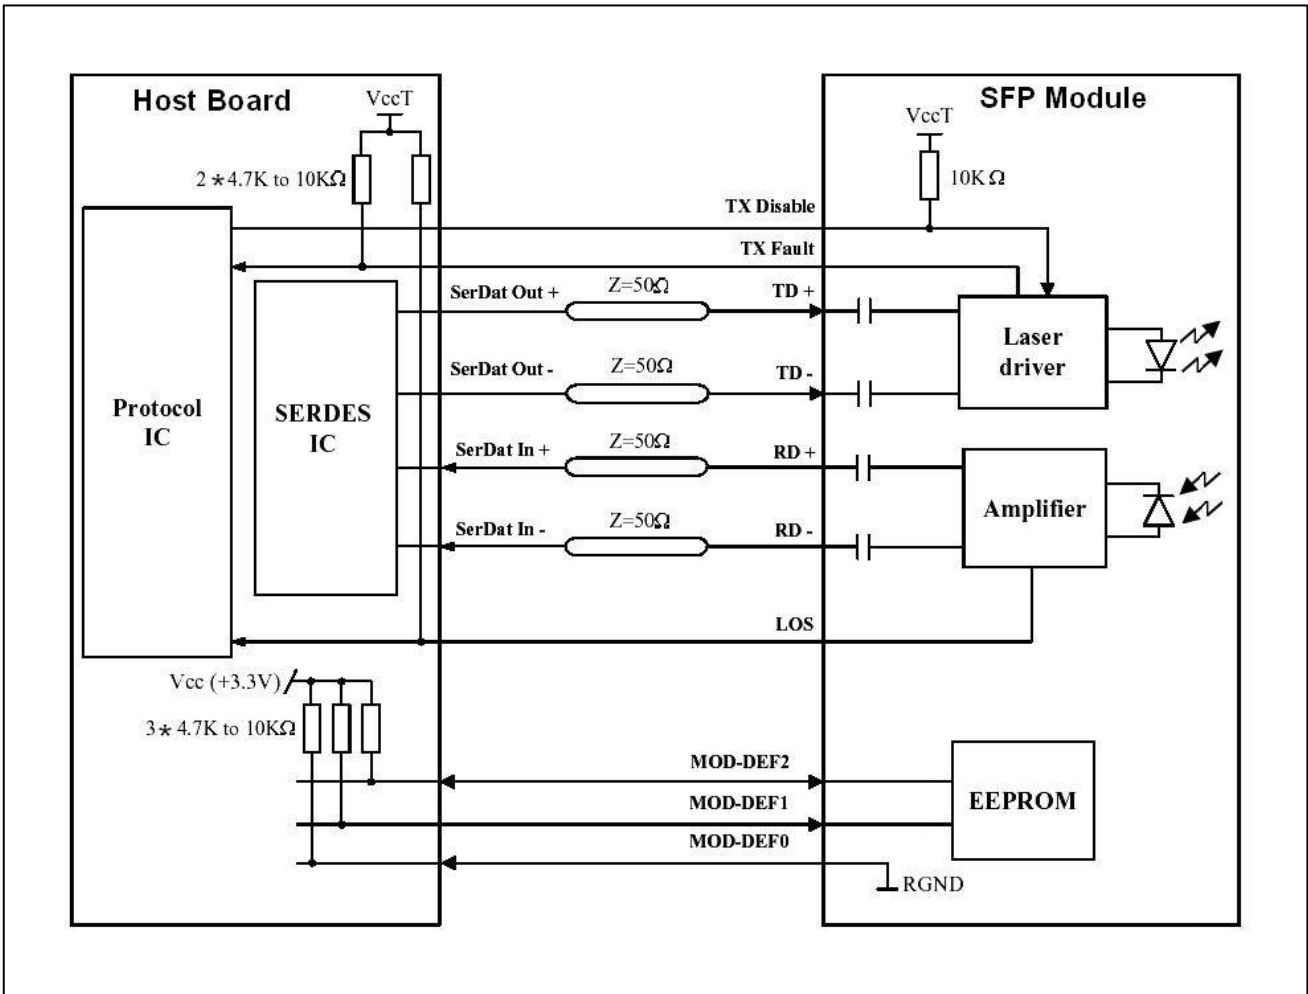 Host Board
SFP Module
VccT
VccT
2*4.7K to 10KΩ
10KΩ
TX Disable
TX Fault
SerDat Out +
Z=50Ω
TD +
Laser
driver
SerDat Out -
Z=50Ω
TD -
Protocol
IC
SERDES
IC
SerDat In +
Z=50Ω
RD +
Amplifier
SerDat In -
Z=50Ω
RD -
LOS
Vcc (+3.3V)
3* 4.7K to 10KΩ
MOD-DEF2
MOD-DEF1
MOD-DEF0
EEPROM
RGND